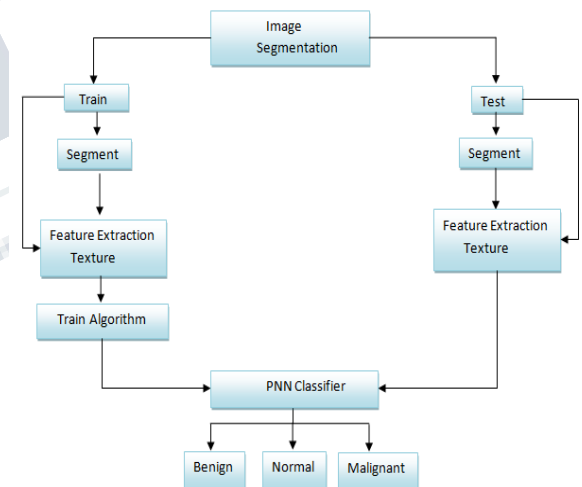 Image
Segmentation
Train
Test
Segment
Segment
Feature Extraction
Texture
Feature Extraction
Texture
Train Algorithm
PNN Classifier
Benign
Normal
Malignant